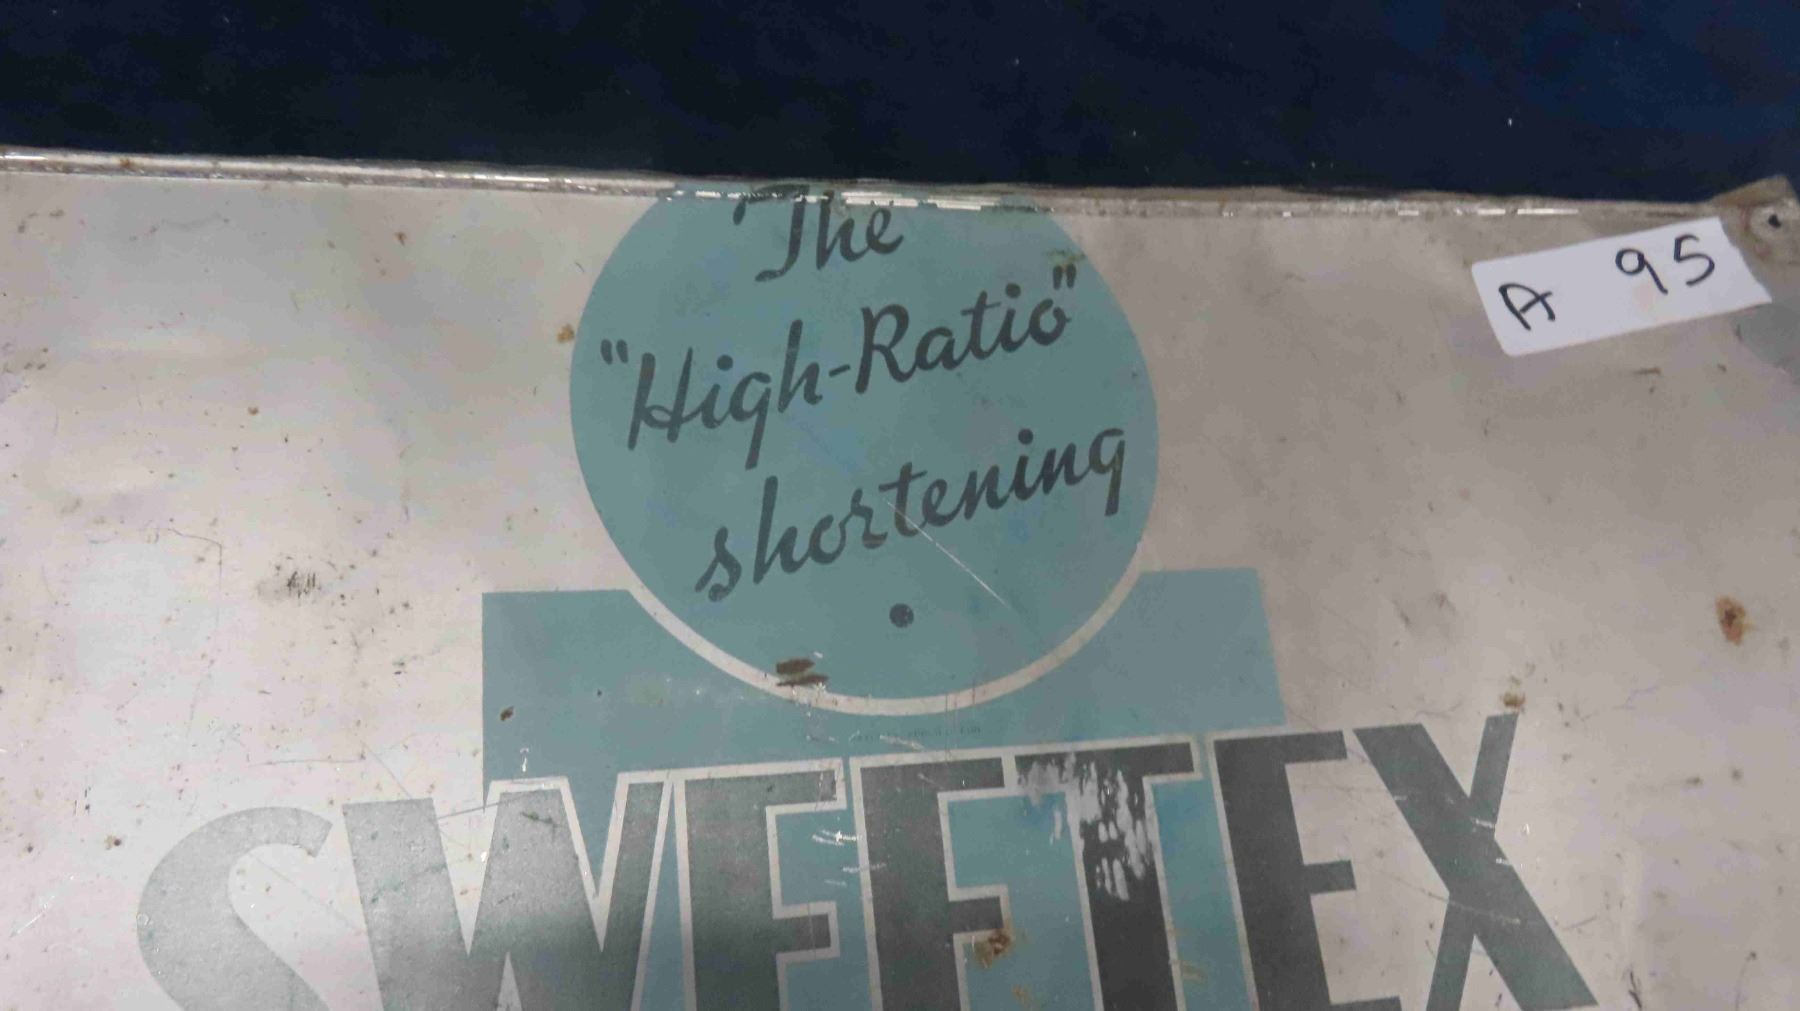 The
"High-Ratio"
shortening
A 95
SWEETEX